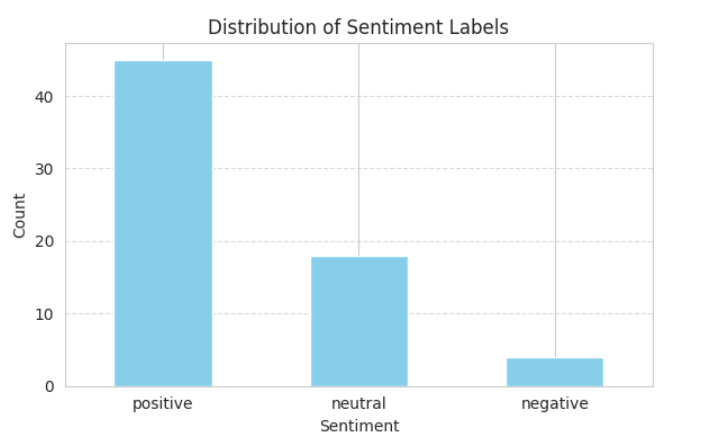 Distribution of Sentiment Labels
Count
40
30
20
10
0
positive neutral negative
Sentiment